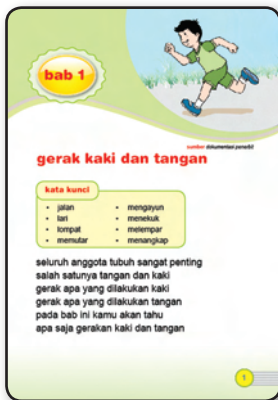 bab 1
sumber dokumentasi penerbit
gerak kaki dan tangan
kata kunci
• jalan
• lari
• lompat
• memutar
• mengayun
• menekuk
• melempar
• menangkap
seluruh anggota tubuh sangat penting
salah satunya tangan dan kaki
gerak apa yang dilakukan kaki
gerak apa yang dilakukan tangan
pada bab ini kamu akan tahu
apa saja gerakan kaki dan tangan
1